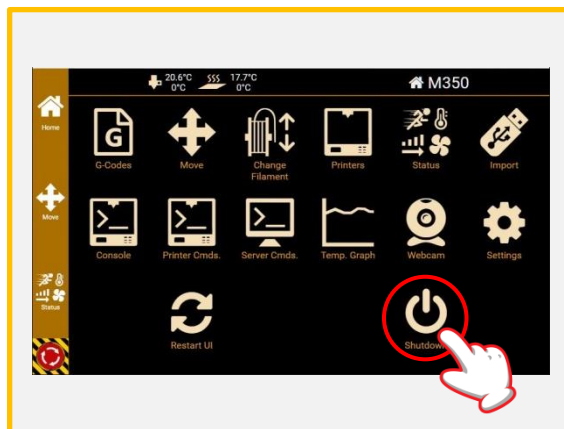 20.6°C 17.7°C
0°C 0°C
M350
Home
G
G-Codes Move Change Filament Printers Status Import
Move
Console Printer Cmds. Server Cmds. Temp. Graph Webcam Settings
Status
Restart UI